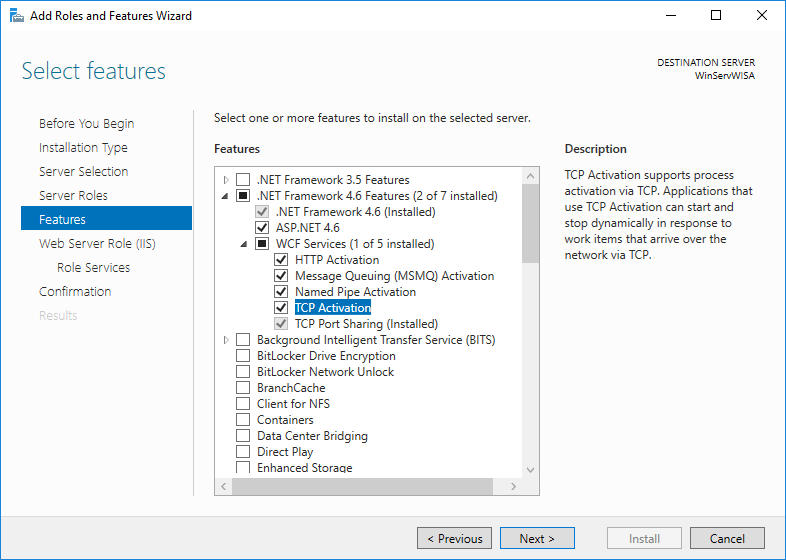 Add Roles and Features Wizard
Select features
DESTINATION SERVER
WinServWISA
Before You Begin
Installation Type
Server Selection
Server Roles
Features
Web Server Role (IIS)
Role Services
Confirmation
Results
Select one or more features to install on the selected server.
Features
.NET Framework 3.5 Features
.NET Framework 4.6 Features (2 of 7 installed)
.NET Framework 4.6 (Installed)
ASP.NET 4.6
WCF Services (1 of 5 installed)
HTTP Activation
Message Queuing (MSMQ) Activation
Named Pipe Activation
TCP Activation
TCP Port Sharing (Installed)
Background Intelligent Transfer Service (BITS)
BitLocker Drive Encryption
BitLocker Network Unlock
BranchCache
Client for NFS
Containers
Data Center Bridging
Direct Play
Enhanced Storage
Description
TCP Activation supports process
activation via TCP. Applications that
use TCP Activation can start and
stop dynamically in response to
work items that arrive over the
network via TCP.
< Previous
Next >
Install
Cancel